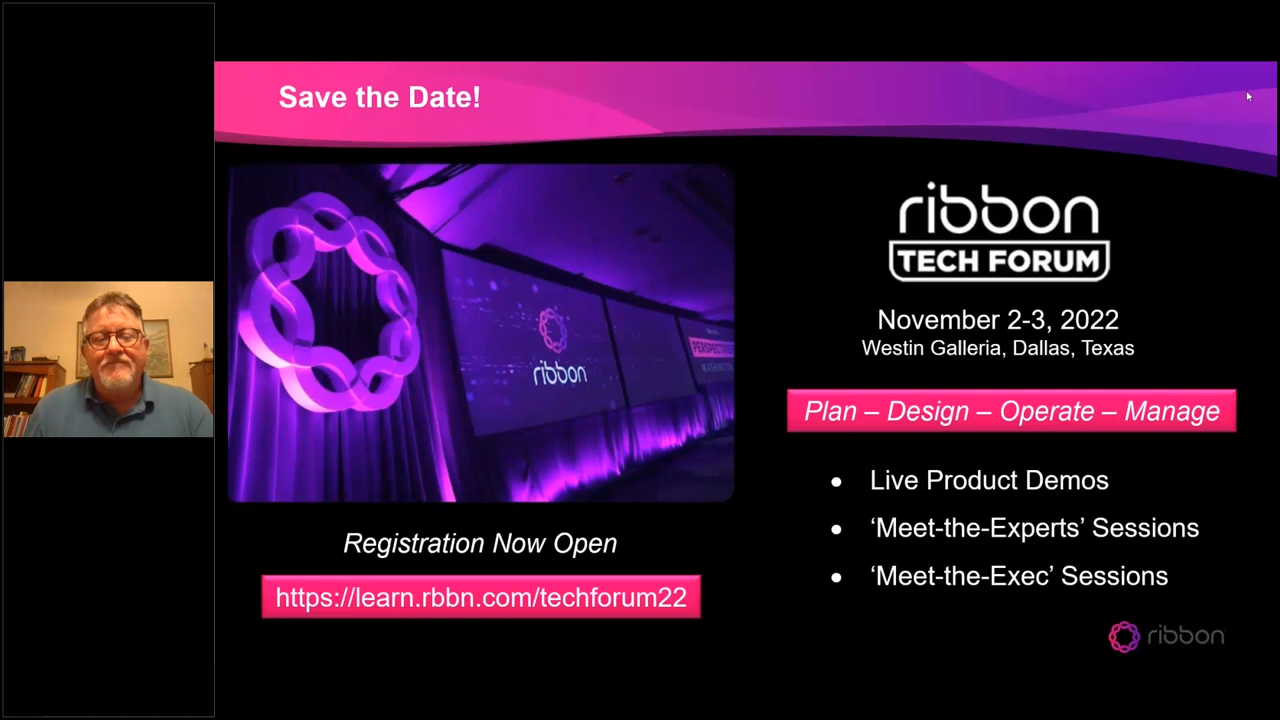 Save the Date!
ribbon
PERSPECTI
ribbon
TECH FORUM
November 2-3, 2022
Westin Galleria, Dallas, Texas
Plan – Design – Operate – Manage
• Live Product Demos
• ‘Meet-the-Experts’ Sessions
• ‘Meet-the-Exec’ Sessions
Registration Now Open
https://learn.rbbn.com/techforum22
ribbon